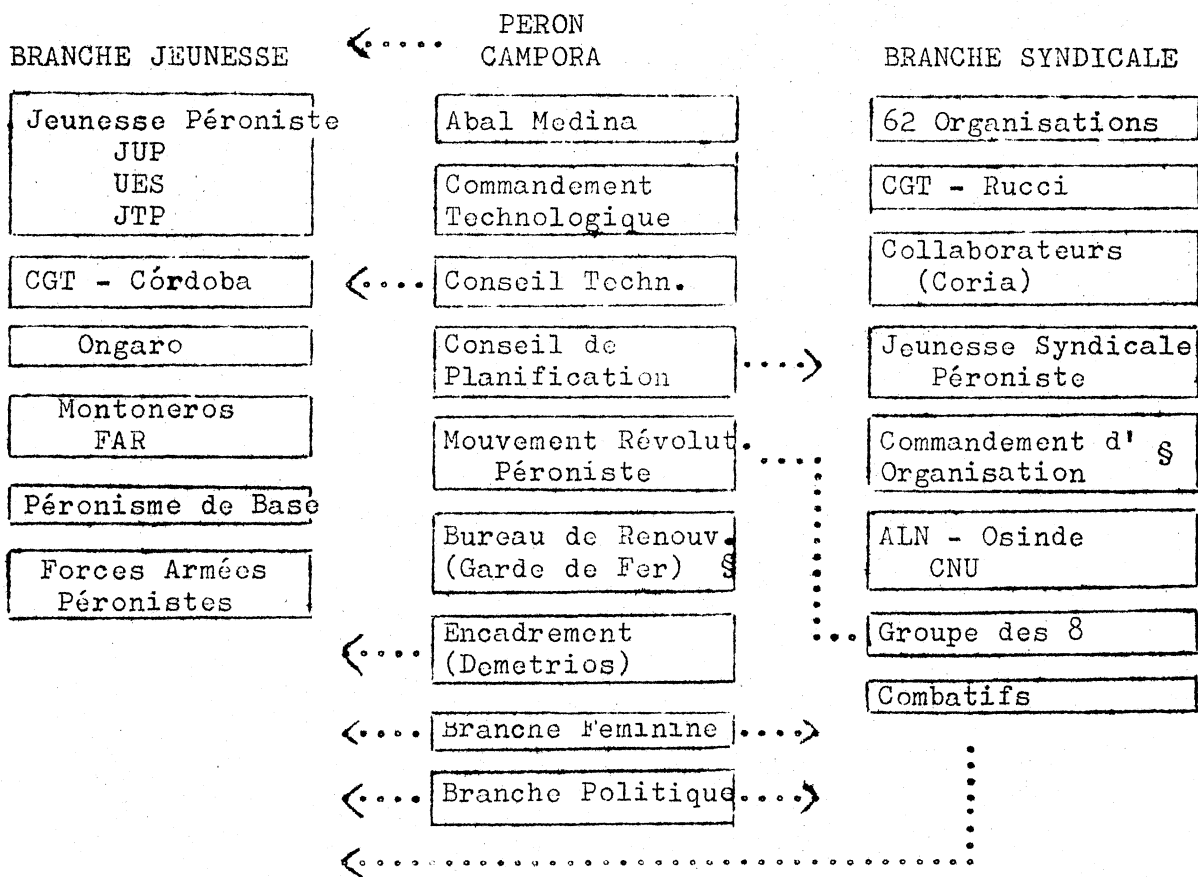 BRANCHE JEUNESSE
Jeunesse Péroniste
JUP
UES
JTP
CGT - Córdoba
Ongaro
Montoneros
FAR
Péronisme de Base
Forces Armées
Péronistes
PERON
CAMPORA
Abal Medina
Commandement
Technologique
Conseil Techn.
Conseil de
Planification
Mouvement Révolut.
Péroniste
Bureau de Renouv.
(Garde de Fer) §
Encadrement
(Demetrios)
Branche Feminine
Branche Politique
BRANCHE SYNDICALE
62 Organisations
CGT - Rucci
Collaborateurs
(Coria)
Jeunesse Syndicale
Péroniste
Commandement d' §
Organisation
ALN - Osinde
CNU
Groupe des 8
Combatifs